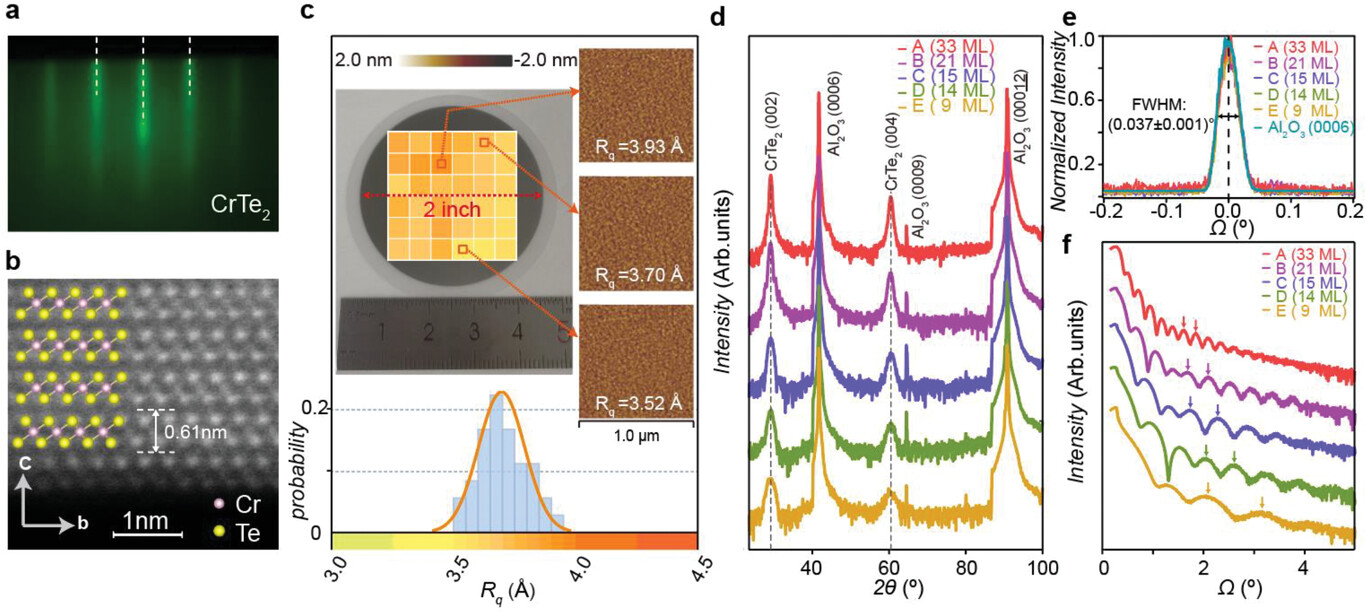 a
CrTe2
b
0.61nm
c
b
1nm
Cr
Te
c
2.0 nm
-2.0 nm
2 inch
1 2 3 4 5
Rq =3.93 Å
Rq =3.70 Å
Rq =3.52 Å
1.0 µm
probability
0.2
0
3.0
3.5
4.0
4.5
Rq (Å)
d
Intensity (Arb.units)
A (33 ML)
B (21 ML)
C (15 ML)
D (14 ML)
E ( 9 ML)
CrTe2 (002)
Al2O3 (0006)
CrTe2 (004)
Al2O3 (0009)
Al2O3 (00012)
40
60
80
100
2θ (º)
e
Normalized Intensity
1.0
0.6
0.2
FWHM:
(0.037±0.001)°
A (33 ML)
B (21 ML)
C (15 ML)
D (14 ML)
E ( 9 ML)
Al2O3 (0006)
-0.2
-0.1
0.0
0.1
0.2
Ω (º)
f
Intensity (Arb.units)
A (33 ML)
B (21 ML)
C (15 ML)
D (14 ML)
E ( 9 ML)
0
2
4
Ω (º)